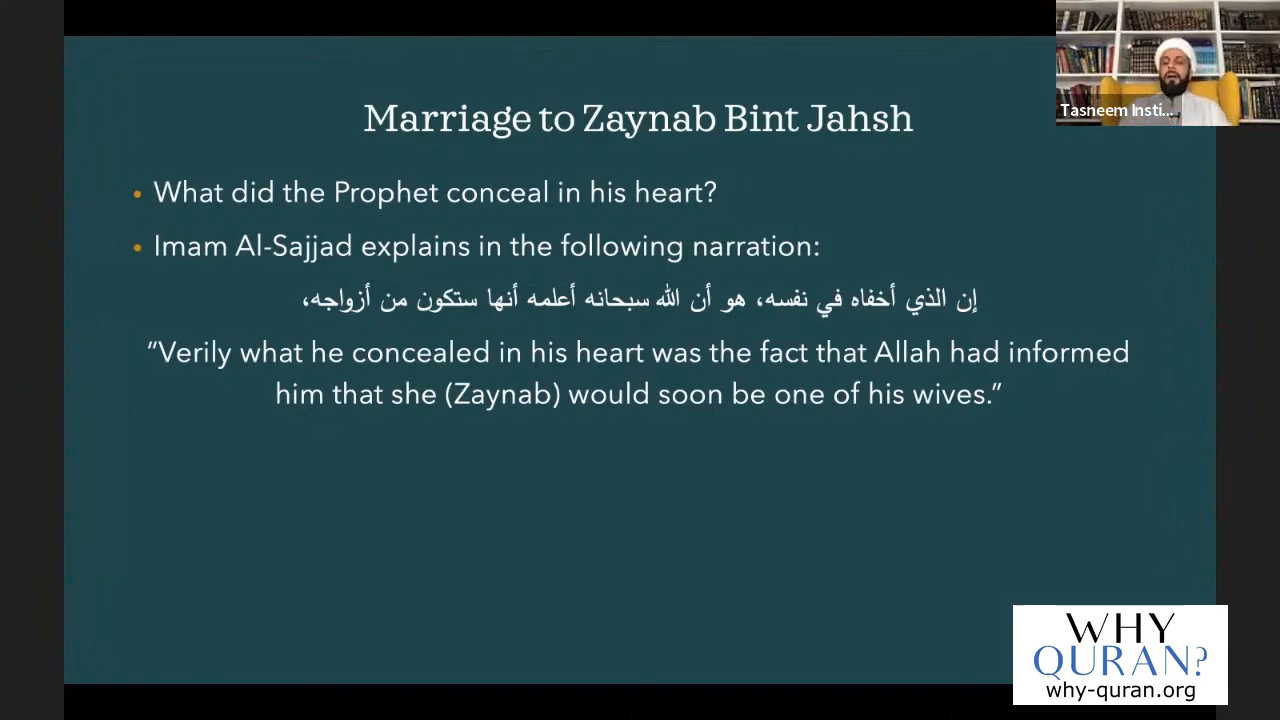 Tasneem Insti...
Marriage to Zaynab Bint Jahsh
• What did the Prophet conceal in his heart?
• Imam Al-Sajjad explains in the following narration:
إن الذي أخفاه في نفسه، هو أن الله سبحانه أعلمه أنها ستكون من أزواجه،
“Verily what he concealed in his heart was the fact that Allah had informed
him that she (Zaynab) would soon be one of his wives.”
WHY
QURAN?
why-quran.org